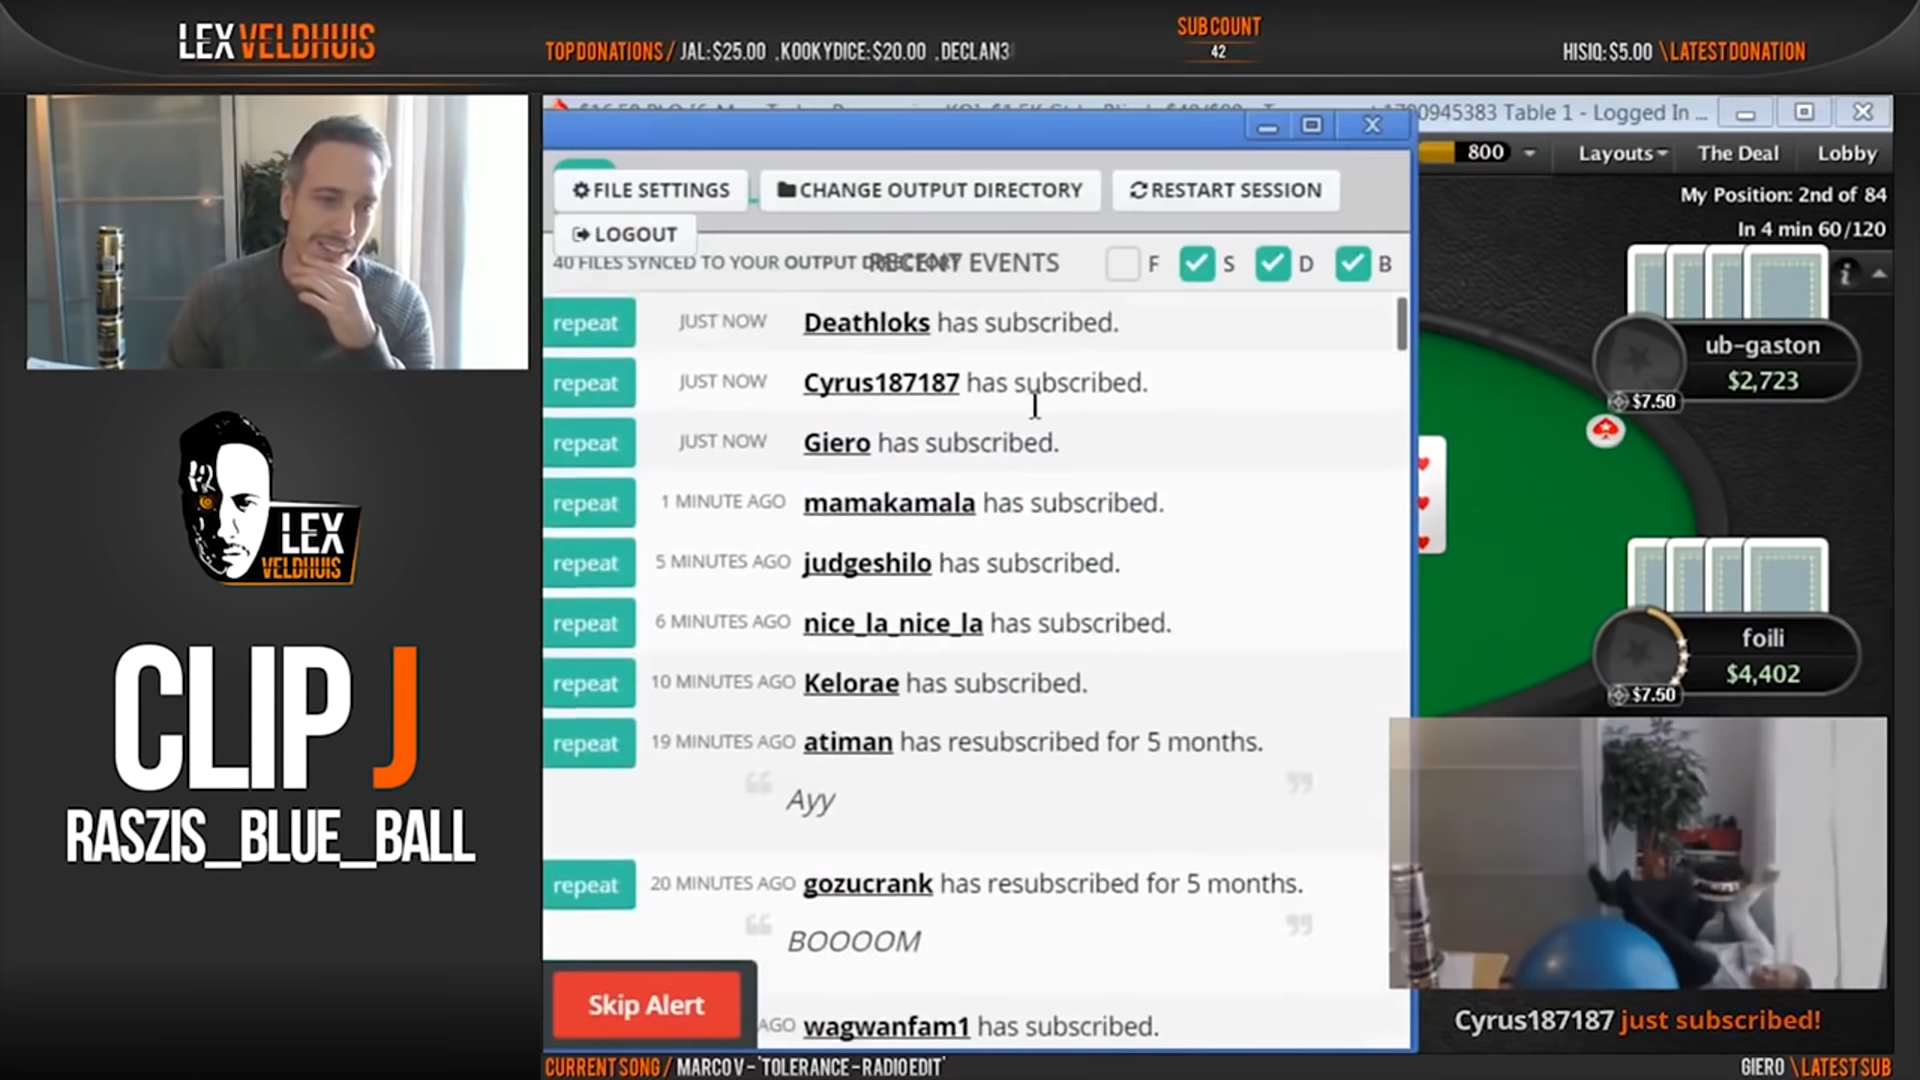 LEX VELDHUIS
TOP DONATIONS / JAL: $25.00 , KOOKYDICE: $20.00 , DECLAN3
SUB COUNT
42
HISIQ: $5.00 \ LATEST DONATION
0945383 Table 1 - Logged In ...
800
Layouts
The Deal
Lobby
My Position: 2nd of 84
In 4 min 60/120
FILE SETTINGS
CHANGE OUTPUT DIRECTORY
RESTART SESSION
LOGOUT
40 FILES SYNCED TO YOUR OUTPUT
RECENT EVENTS
F
S
D
B
repeat JUST NOW Deathloks has subscribed.
repeat JUST NOW Cyrus187187 has subscribed.
repeat JUST NOW Giero has subscribed.
repeat 1 MINUTE AGO mamakamala has subscribed.
repeat 5 MINUTES AGO judgeshilo has subscribed.
repeat 6 MINUTES AGO nice_la_nice_la has subscribed.
repeat 10 MINUTES AGO Kelorae has subscribed.
repeat 19 MINUTES AGO atiman has resubscribed for 5 months.
Ayy
repeat 20 MINUTES AGO gozucrank has resubscribed for 5 months.
BOOOOM
Skip Alert
AGO wagwanfam1 has subscribed.
ub-gaston
$2,723
$7.50
foili
$4,402
$7.50
LEX
VELDHUIS
CLIP J
RASZIS_BLUE_BALL
Cyrus187187 just subscribed!
CURRENT SONG / MARCO V - 'TOLERANCE - RADIO EDIT'
GIERO \ LATEST SUB